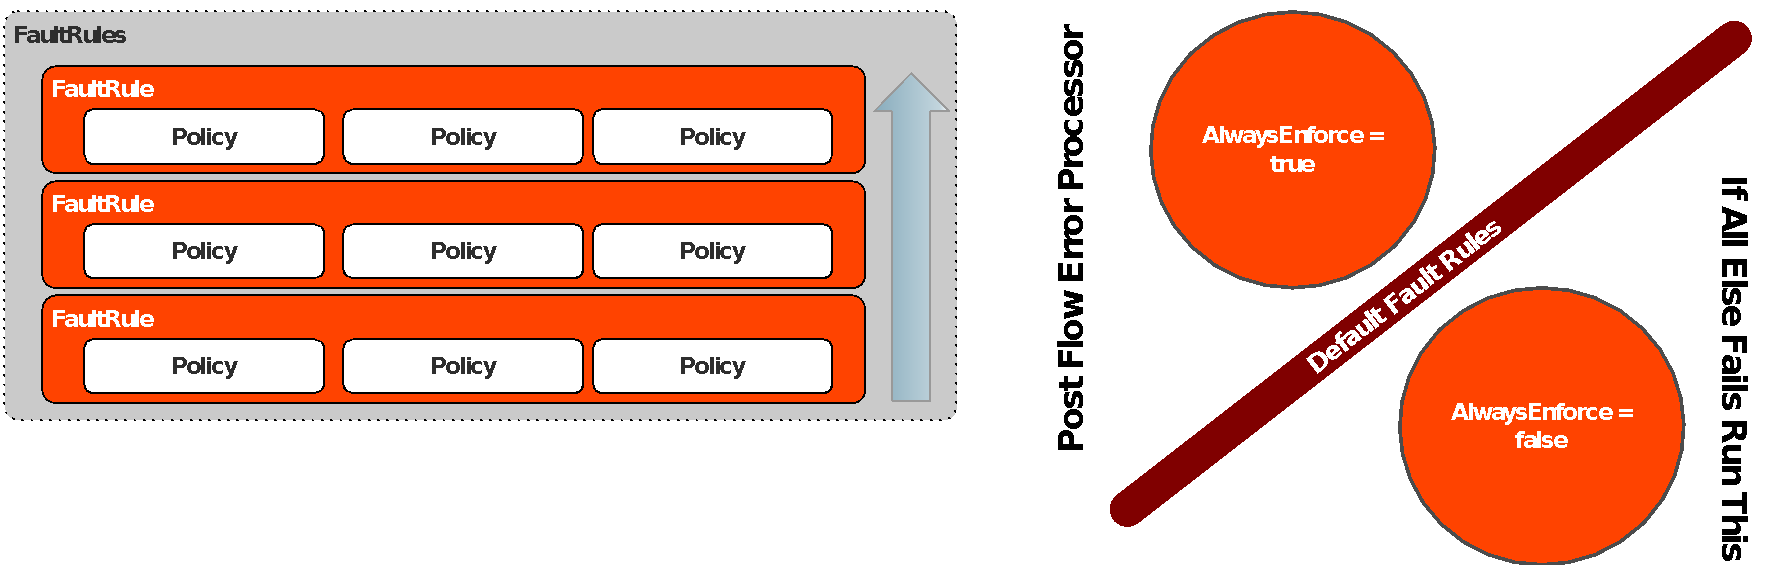 FaultRules
FaultRule
Policy Policy Policy
FaultRule
Policy Policy Policy
FaultRule
Policy Policy Policy
Post Flow Error Processor
AlwaysEnforce =
true
Default Fault Rules
AlwaysEnforce =
false
If All Else Fails Run This